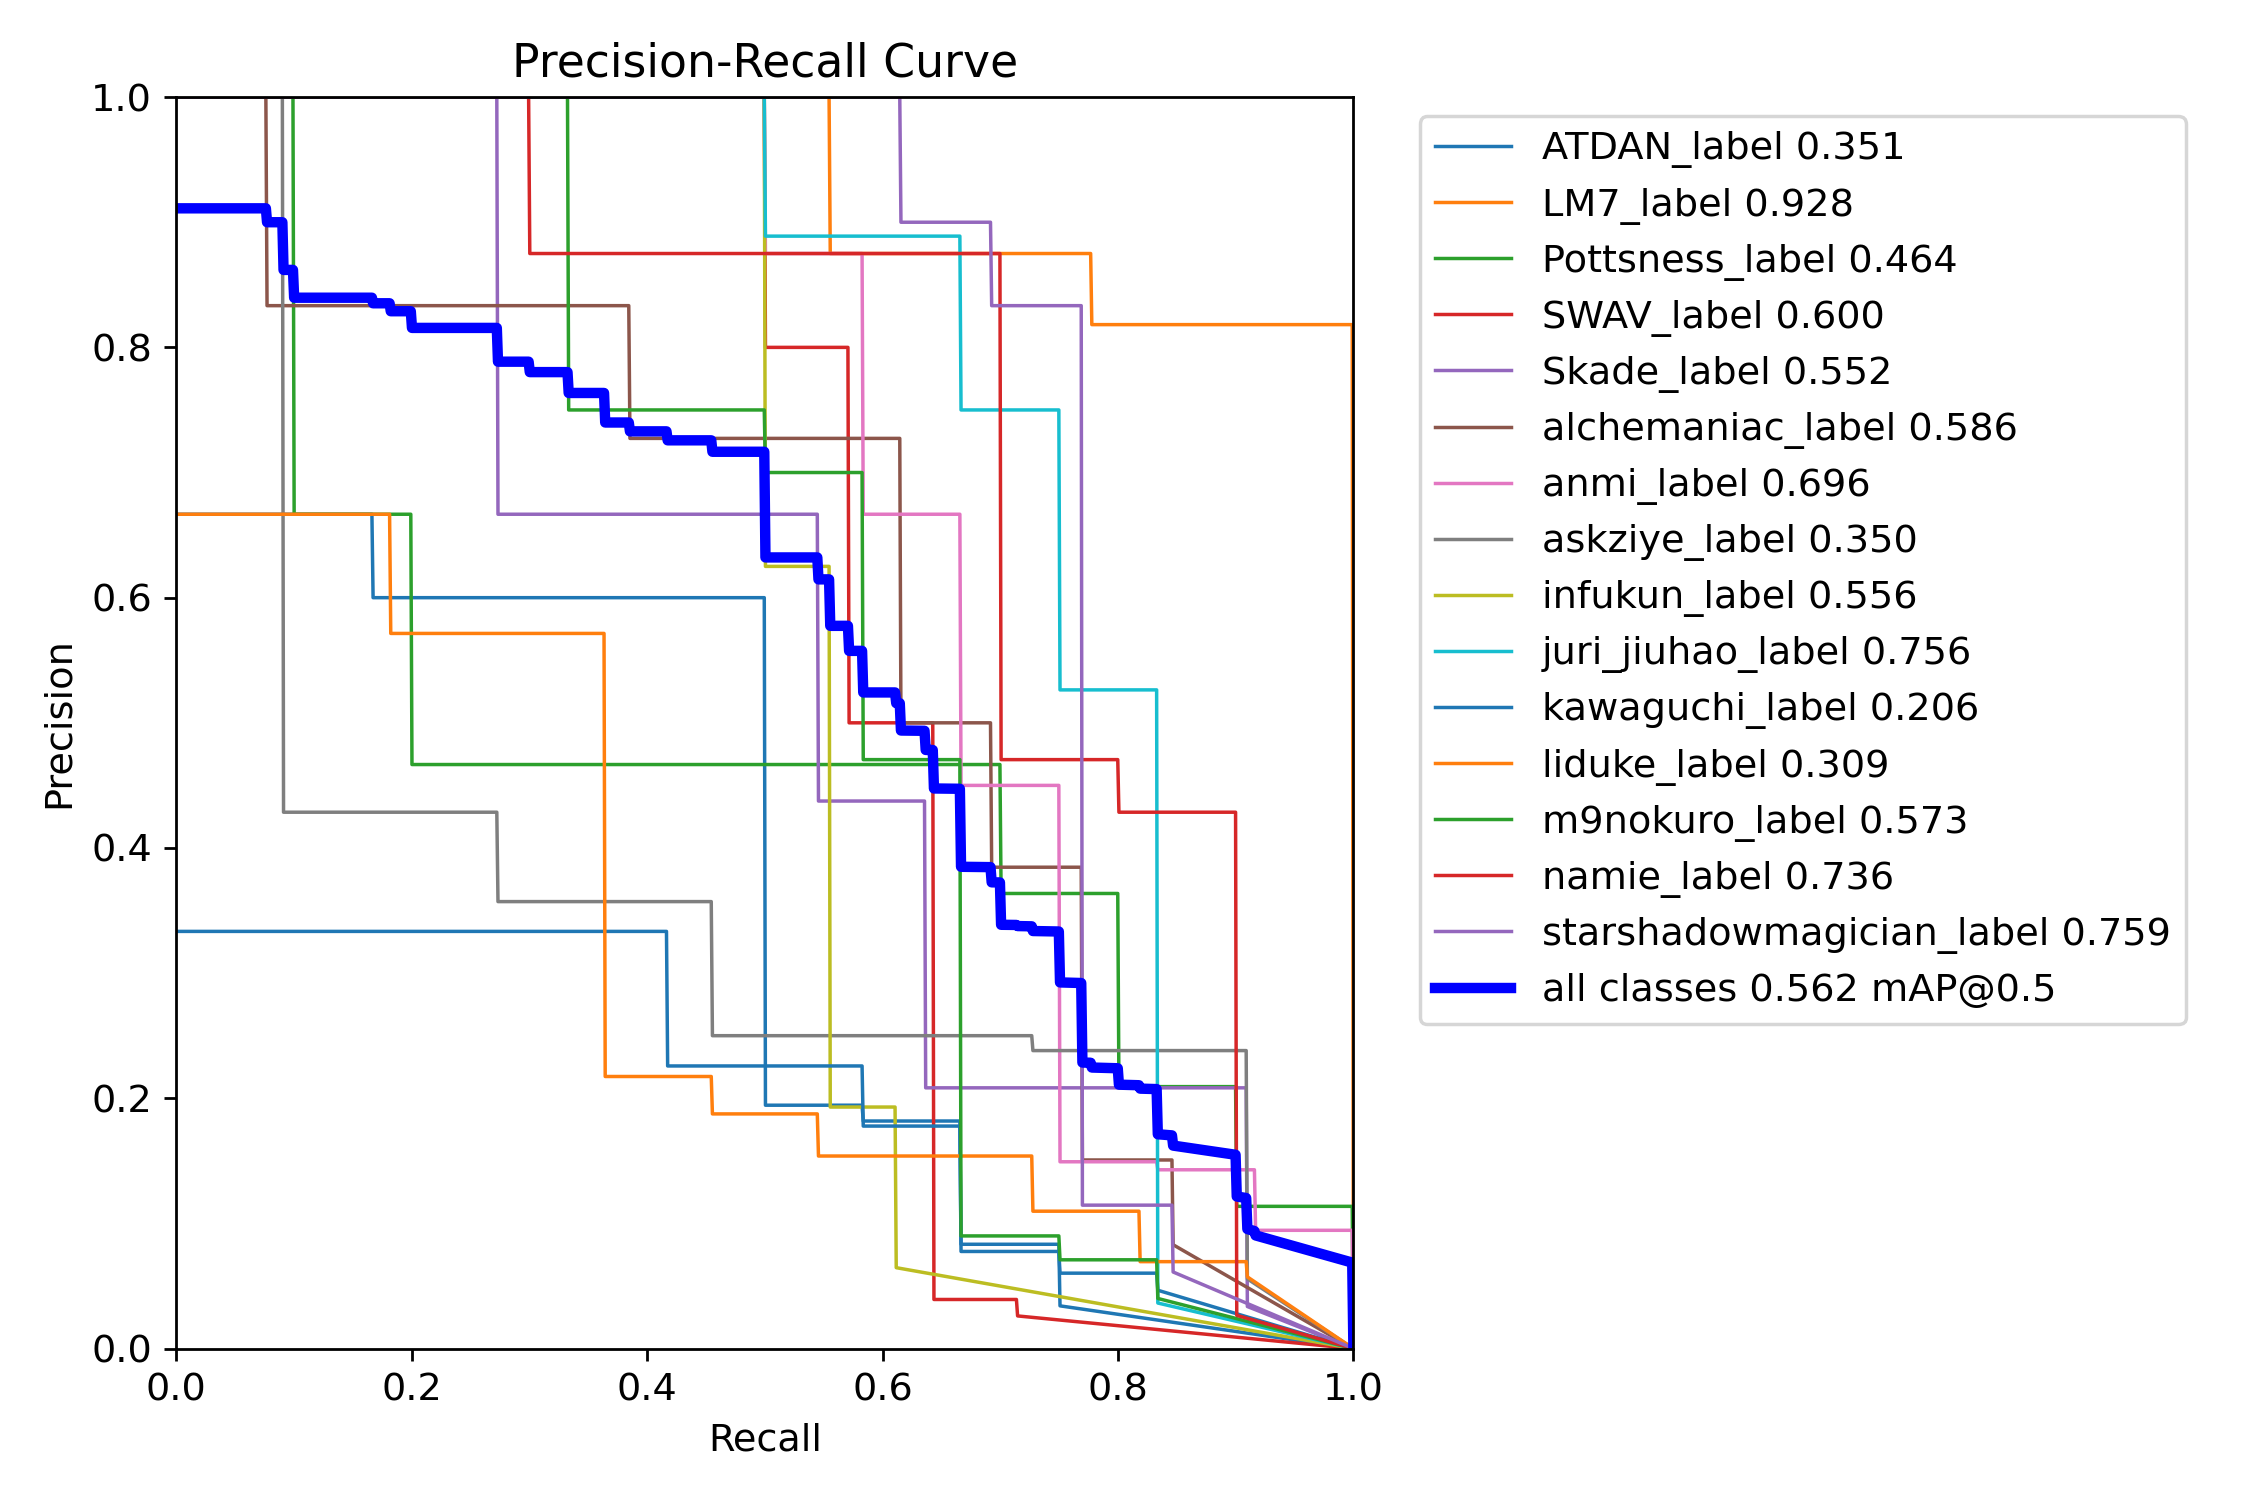 Precision-Recall Curve
1.0
0.8
0.6
0.4
0.2
0.0
Precision
0.0 0.2 0.4 0.6 0.8 1.0
Recall
ATDAN_label 0.351
LM7_label 0.928
Pottsness_label 0.464
SWAV_label 0.600
Skade_label 0.552
alchemaniac_label 0.586
anmi_label 0.696
askziye_label 0.350
infukun_label 0.556
juri_jiuhao_label 0.756
kawaguchi_label 0.206
liduke_label 0.309
m9nokuro_label 0.573
namie_label 0.736
starshadowmagician_label 0.759
all classes 0.562 mAP@0.5